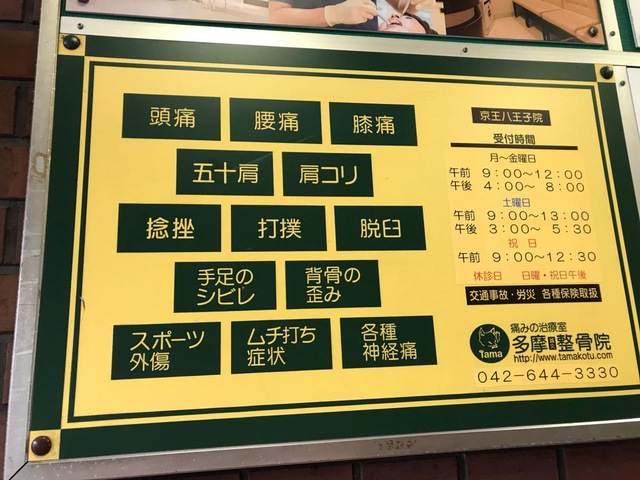 頭痛
腰痛
膝痛
五十肩
肩コリ
捻挫
打撲
脱臼
手足の
シビレ
背骨の
歪み
スポーツ
外傷
ムチ打ち
症状
各種
神経痛
京王八王子院
受付時間
月〜金曜日
午前 9:00〜12:00
午後 4:00〜 8:00
土曜日
午前 9:00〜13:00
午後 3:00〜 5:30
祝 日
午前 9:00〜12:30
休診日 日曜・祝日午後
交通事故・労災 各種保険取扱
Tama
痛みの治療室
多摩整骨院
http://www.tamakotu.com
042-644-3330